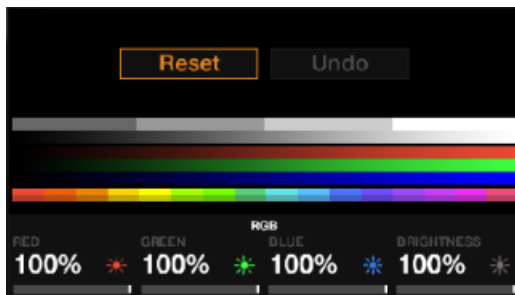 Reset Undo
RGB
RED GREEN BLUE BRIGHTNESS
100% 100% 100% 100%